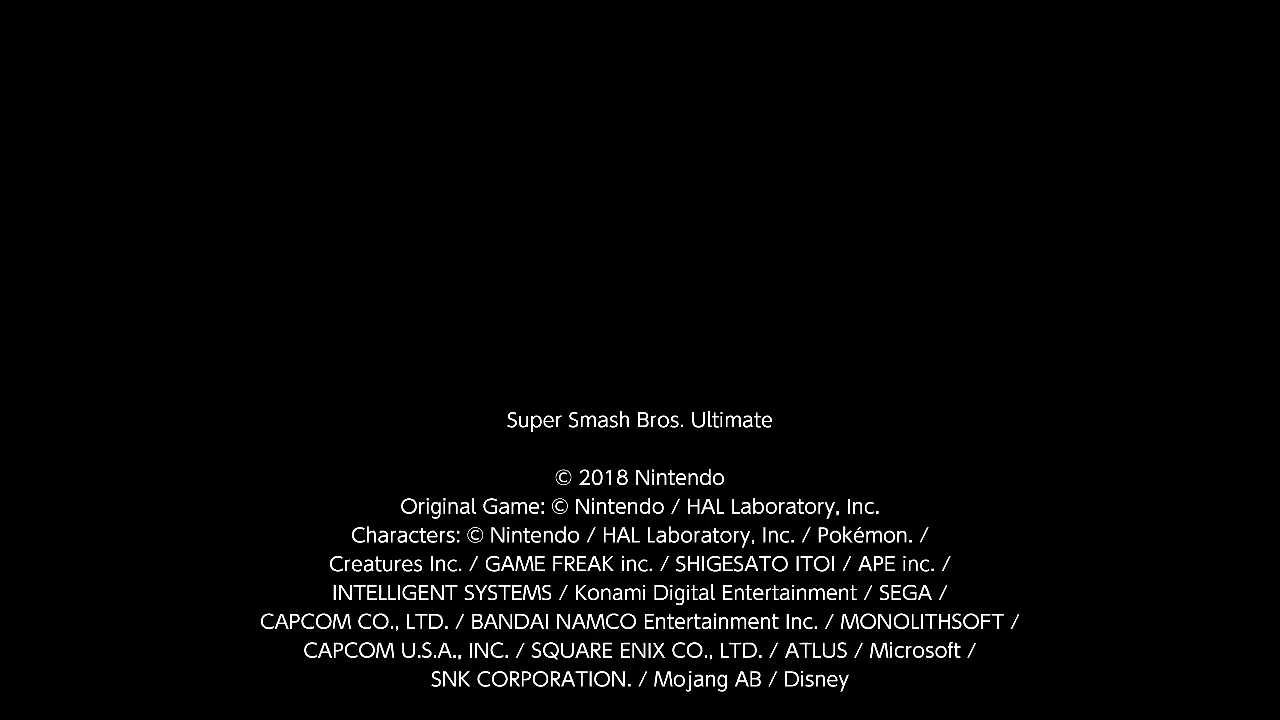 Super Smash Bros. Ultimate
© 2018 Nintendo
Original Game: © Nintendo / HAL Laboratory, Inc.
Characters: © Nintendo / HAL Laboratory, Inc. / Pokémon. /
Creatures Inc. / GAME FREAK inc. / SHIGESATO ITOI / APE inc. /
INTELLIGENT SYSTEMS / Konami Digital Entertainment / SEGA /
CAPCOM CO., LTD. / BANDAI NAMCO Entertainment Inc. / MONOLITHSOFT /
CAPCOM U.S.A., INC. / SQUARE ENIX CO., LTD. / ATLUS / Microsoft /
SNK CORPORATION. / Mojang AB / Disney